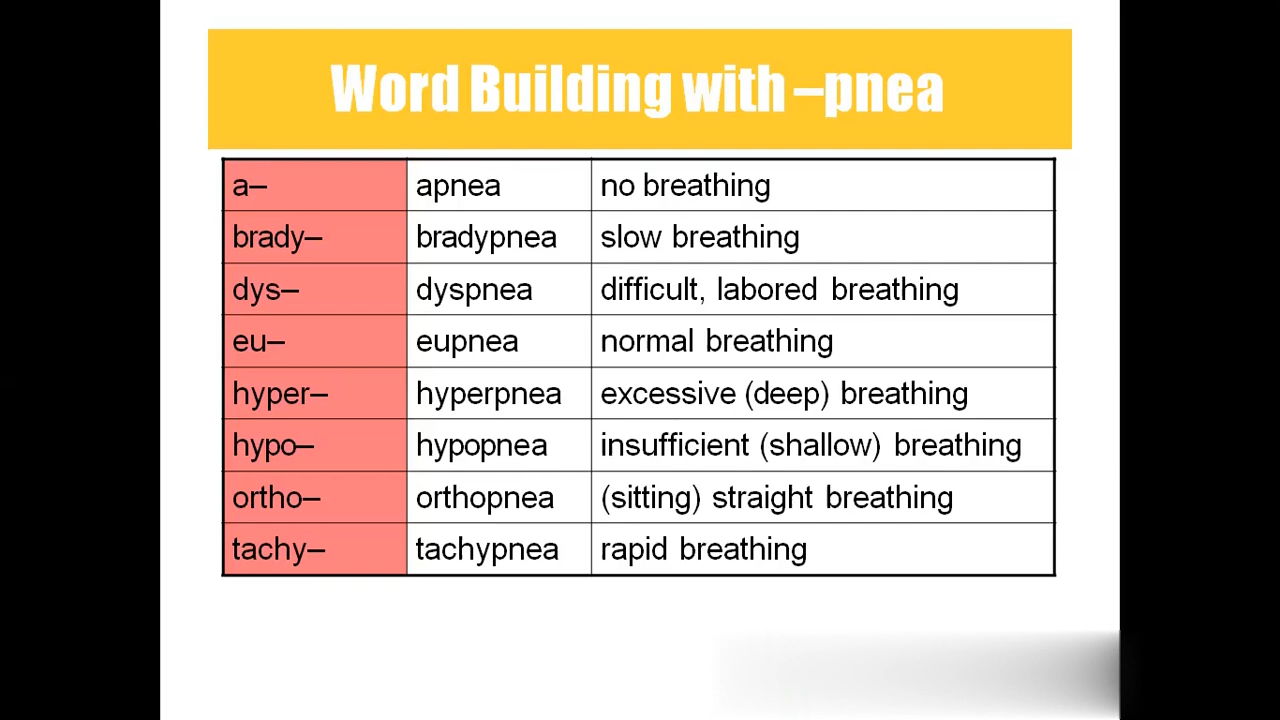 Word Building with –pnea
a– apnea no breathing
brady– bradypnea slow breathing
dys– dyspnea difficult, labored breathing
eu– eupnea normal breathing
hyper– hyperpnea excessive (deep) breathing
hypo– hypopnea insufficient (shallow) breathing
ortho– orthopnea (sitting) straight breathing
tachy– tachypnea rapid breathing